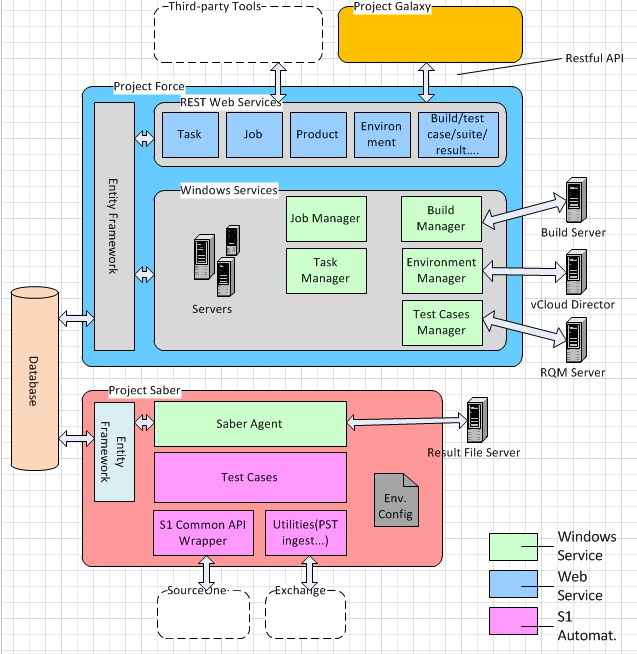 Third-party Tools
Project Galaxy
Restful API
Project Force
REST Web Services
Task
Job
Product
Environ
ment
Build/test
case/suite/
result....
Entity Framework
Windows Services
Job Manager
Build
Manager
Build Server
Task
Manager
Environment
Manager
vCloud Director
Servers
Test Cases
Manager
RQM Server
Database
Project Saber
Entity
Framework
Saber Agent
Result File Server
Test Cases
Env.
Config
S1 Common API
Wrapper
Utilities(PST
ingest...)
SourceOne
Exchange
Windows
Service
Web
Service
S1
Automat.